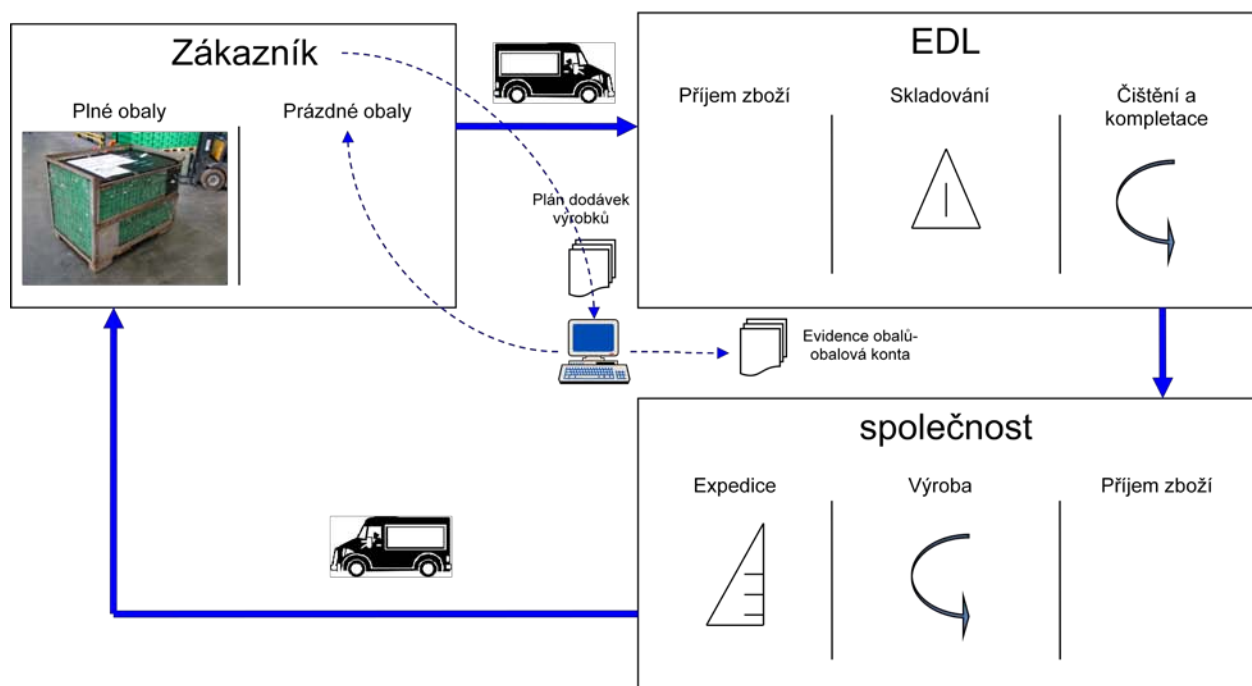 Zákazník
Plné obaly
Prázdné obaly
EDL
Příjem zboží
Skladování
Čištění a
kompletace
Plán dodávek
výrobků
Evidence obalů-
obalová konta
společnost
Expedice
Výroba
Příjem zboží